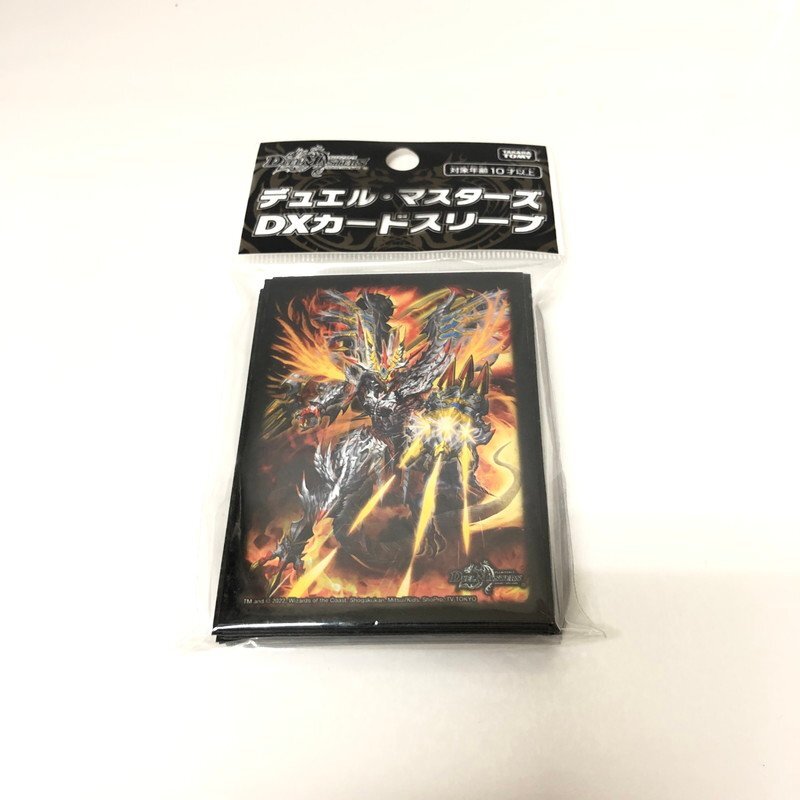 DUEL MASTERS
TAKARA TOMY
対象年齢10才以上
デュエル・マスターズ
DXカードスリーブ
DUEL MASTERS
TM and © 2022, Wizards of the Coast, Shogakukan, Mitsui/Kids, ShoPro, TV TOKYO